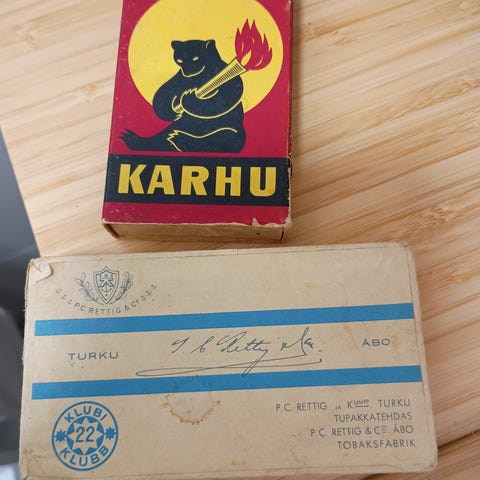 KARHU
P.C. RETTIG & Co
TURKU
P. C. Rettig & Co.
ÅBO
KLUBI
22
KLUBB
P.C. RETTIG JA KUMPP TURKU
TUPAKKATEHDAS
P.C. RETTIG & Co. ÅBO
TOBAKSFABRIK